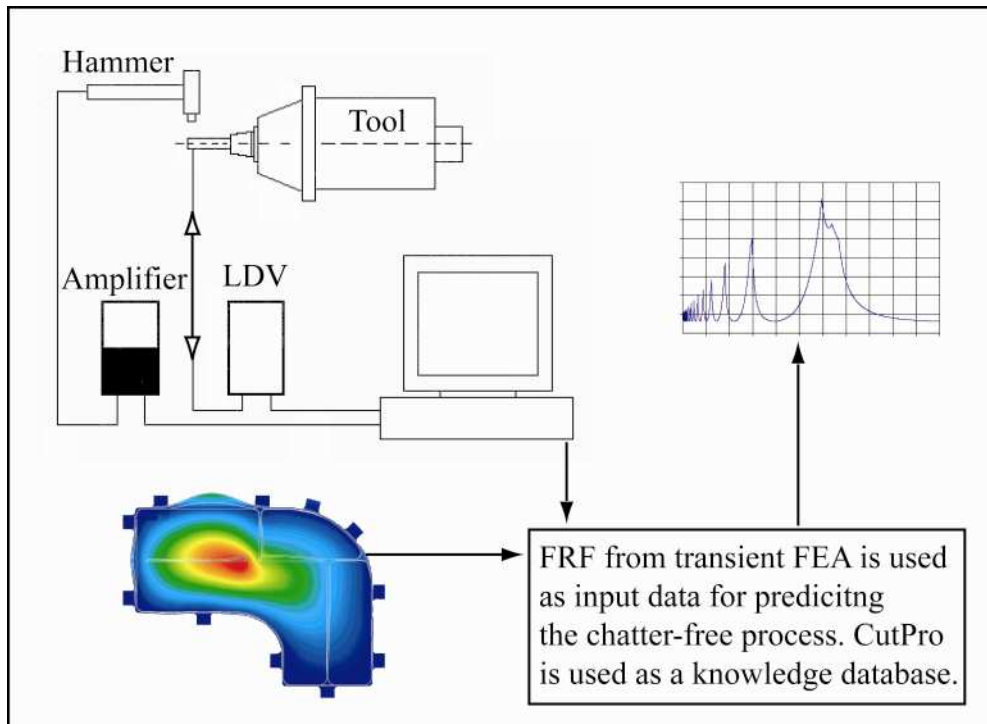 Hammer
Tool
Amplifier
LDV
FRF from transient FEA is used
as input data for predicitng
the chatter-free process. CutPro
is used as a knowledge database.